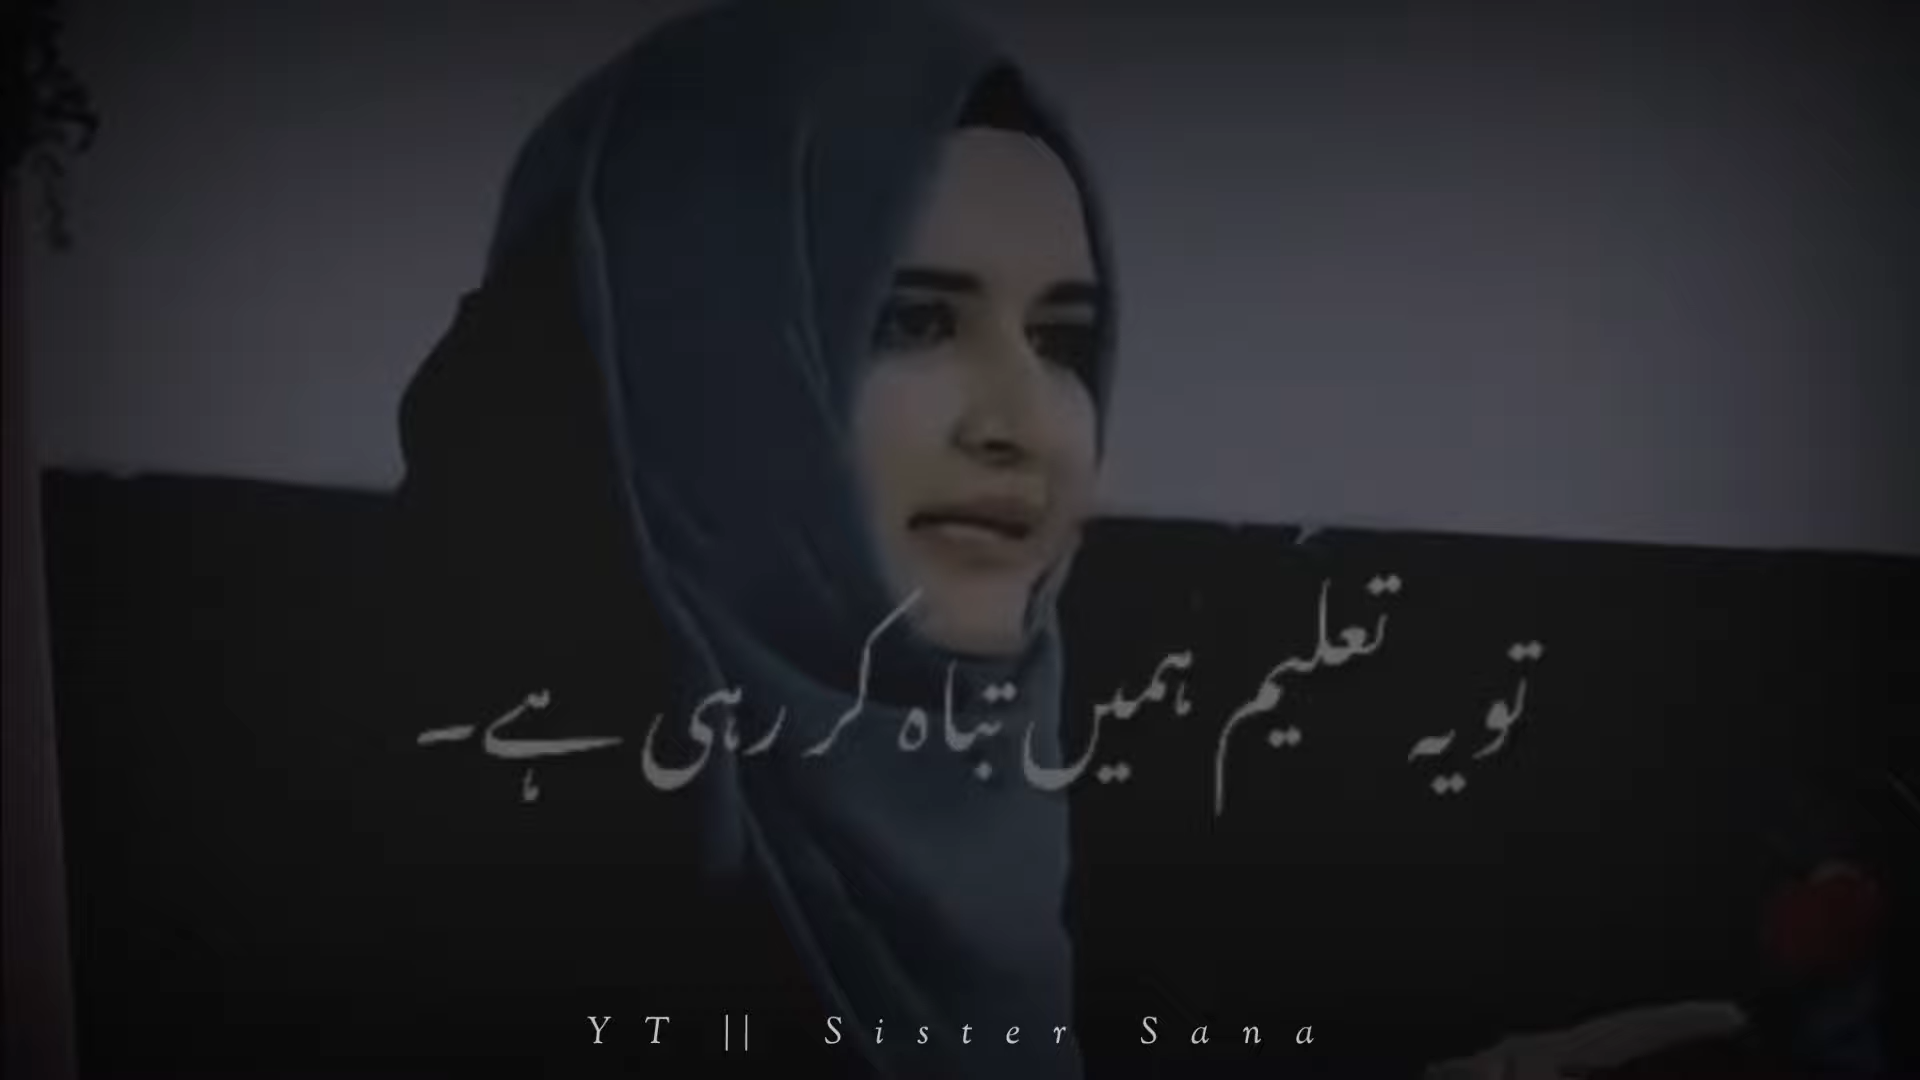 تو یہ تعلیم ہمیں تباہ کر رہی ہے۔
YT || Sister Sana